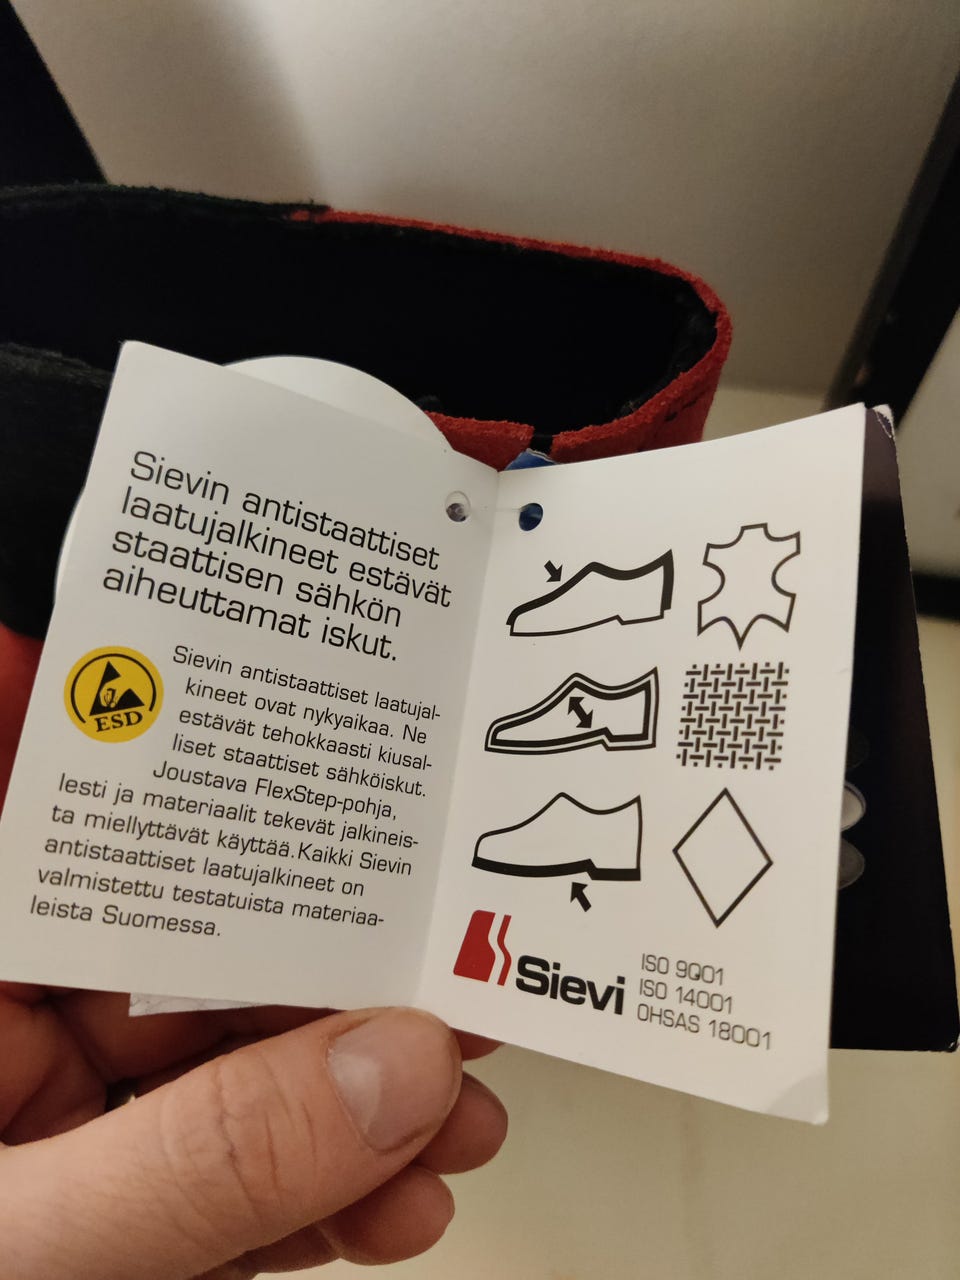 Sievin antistaattiset
laatujalkineet estävät
staattisen sähkön
aiheuttamat iskut.
ESD
Sievin antistaattiset laatujal-
kineet ovat nykyaikaa. Ne
estävät tehokkaasti kiusal-
liset staattiset sähköiskut.
Joustava FlexStep-pohja,
lesti ja materiaalit tekevät jalkineis-
ta miellyttävät käyttää.Kaikki Sievin
antistaattiset laatujalkineet on
valmistettu testatuista materiaa-
leista Suomessa.
Sievi
ISO 9001
ISO 14001
OHSAS 18001